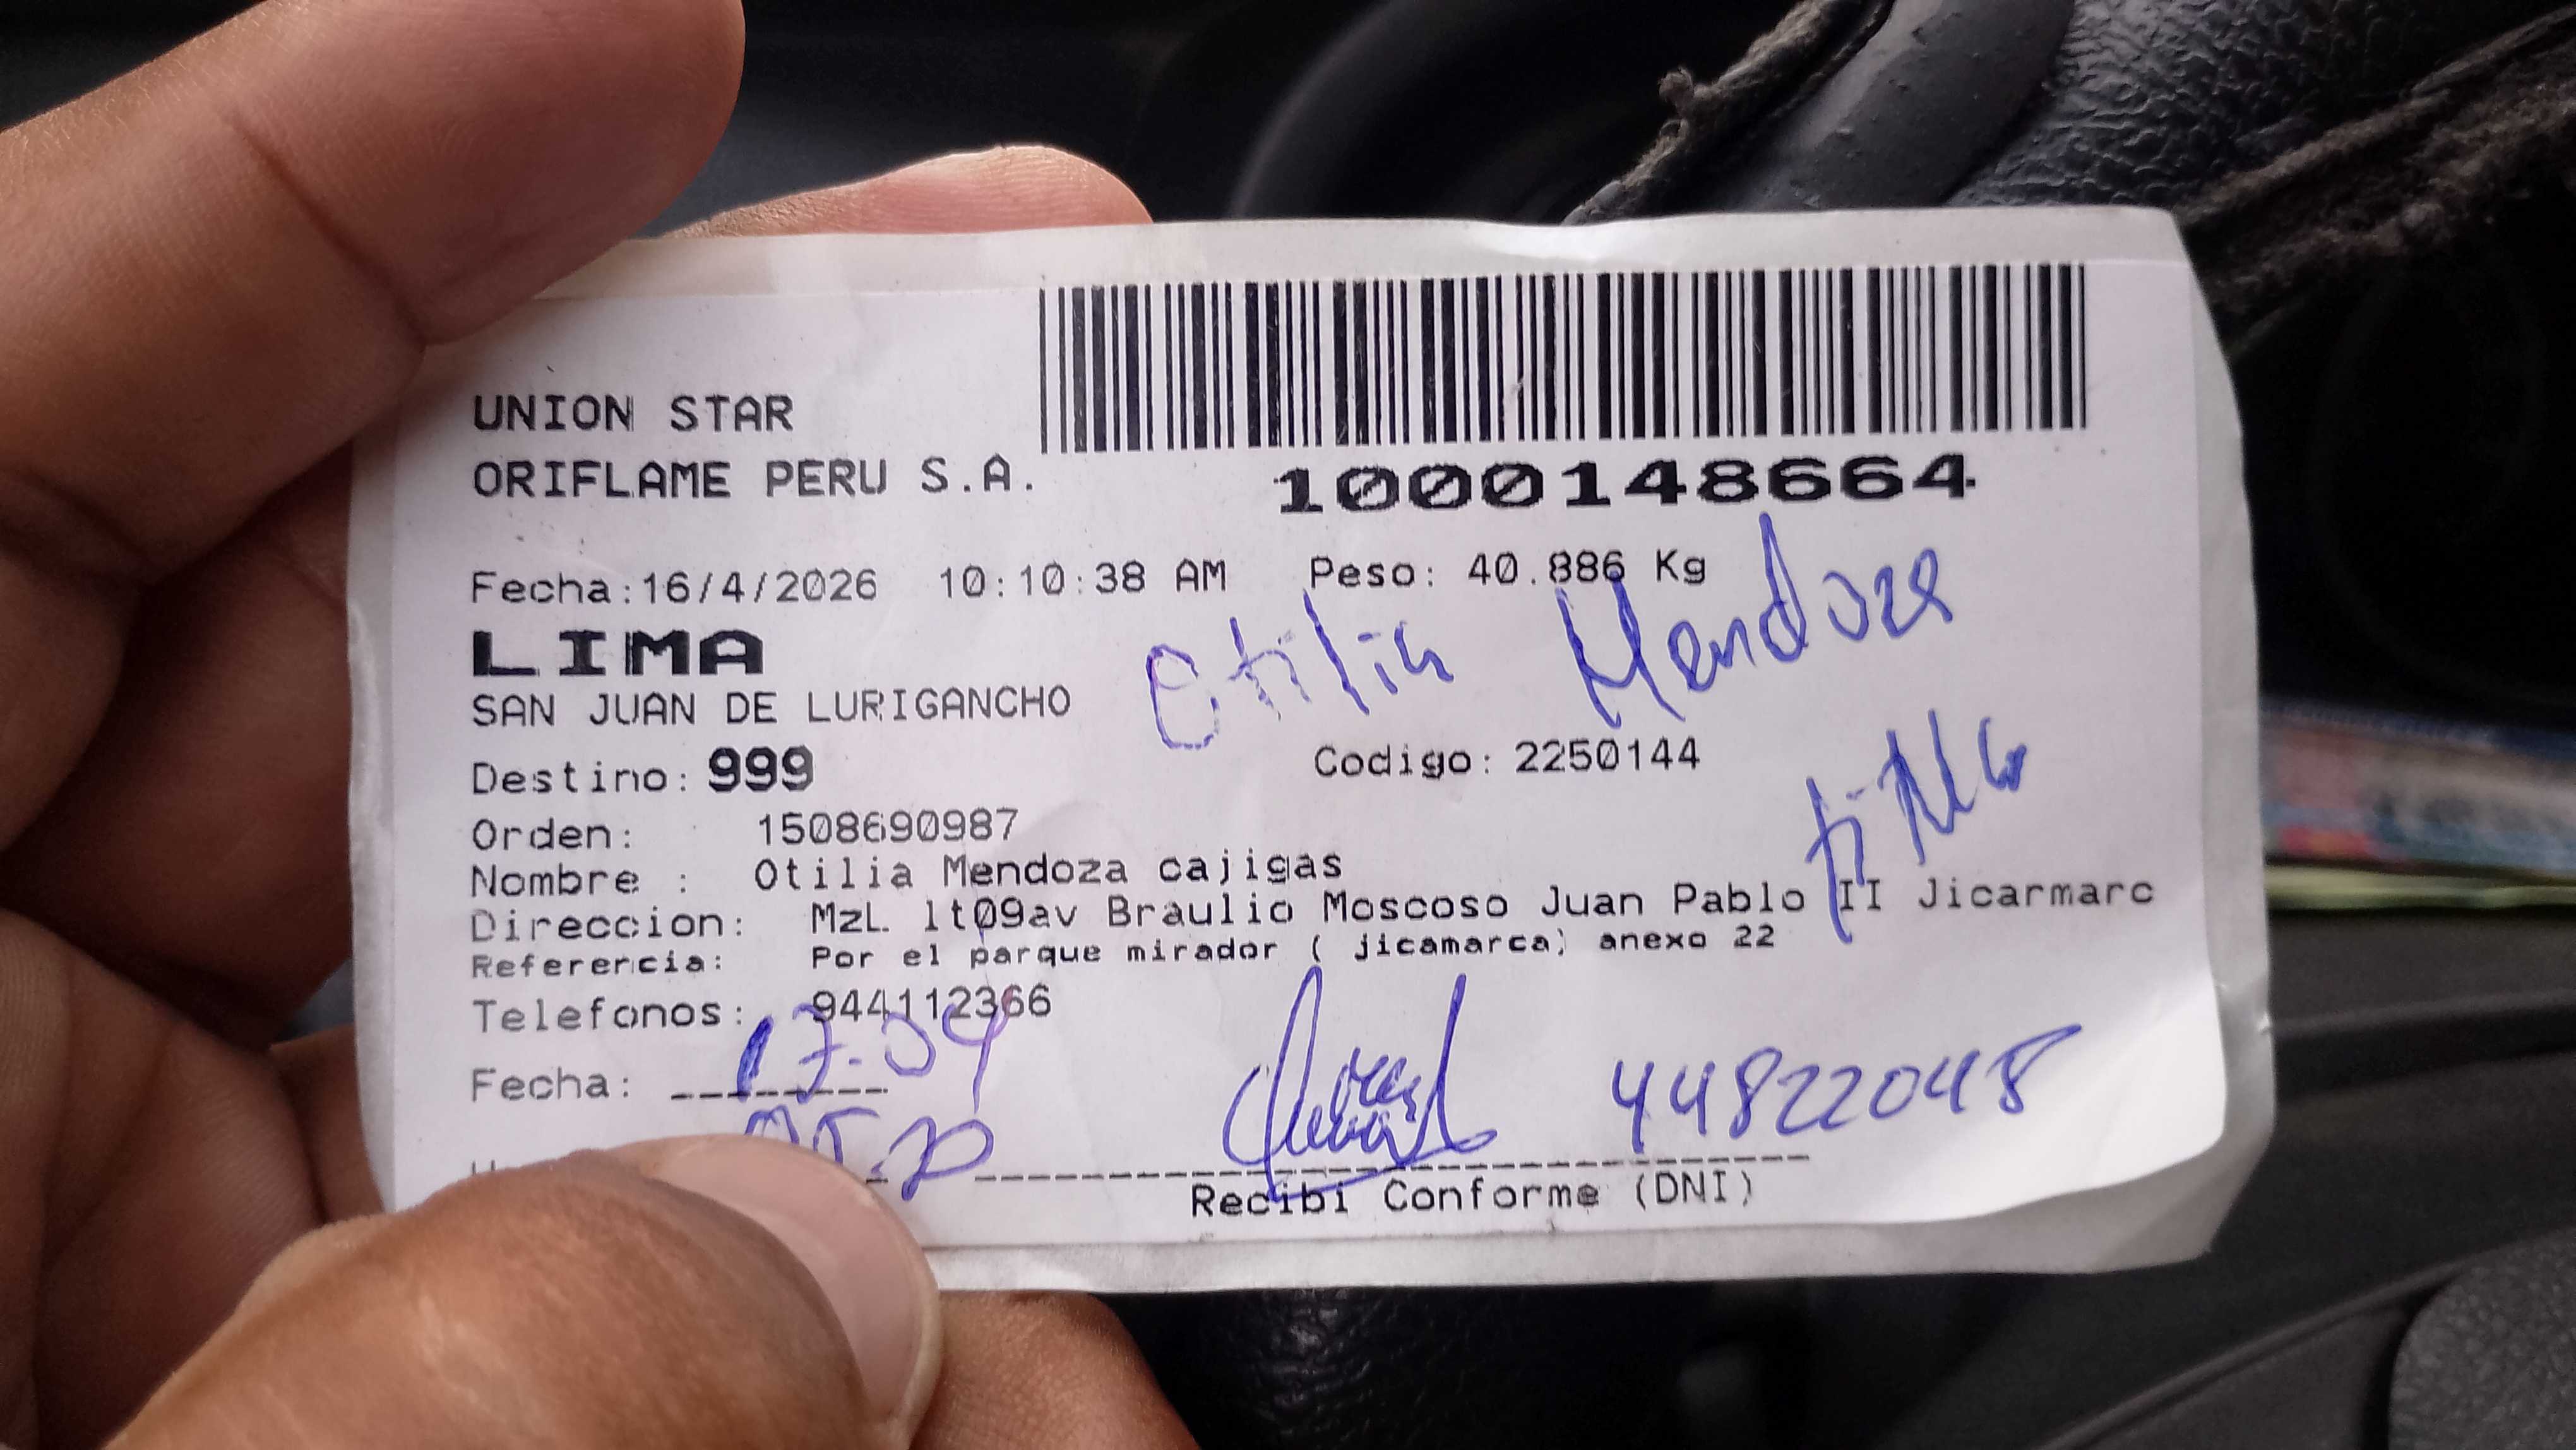 UNION STAR
ORIFLAME PERU S.A.
1000148664
Fecha:16/4/2026 10:10:38 AM Peso: 40.886 Kg
LIMA
Otilia Mendoza
SAN JUAN DE LURIGANCHO
Destino: 999 Codigo: 2250144
Orden: 1508690987
Nombre : Otilia Mendoza cajigas
Direccion: MzL. lt09av Braulio Moscoso Juan Pablo II Jicarmarc
Referencia: Por el parque mirador ( jicamarca) anexo 22
Telefonos: 944112366
Fecha: 17-04
44822048
Recibi Conforme (DNI)